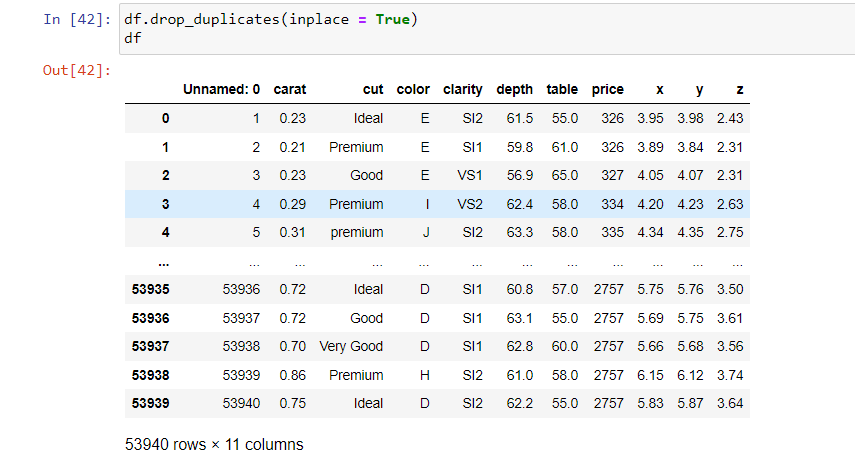 In [42]: df.drop_duplicates(inplace = True)
df
Out[42]:
Unnamed: 0 carat cut color clarity depth table price x y z
0 1 0.23 Ideal E SI2 61.5 55.0 326 3.95 3.98 2.43
1 2 0.21 Premium E SI1 59.8 61.0 326 3.89 3.84 2.31
2 3 0.23 Good E VS1 56.9 65.0 327 4.05 4.07 2.31
3 4 0.29 Premium I VS2 62.4 58.0 334 4.20 4.23 2.63
4 5 0.31 premium J SI2 63.3 58.0 335 4.34 4.35 2.75
... ... ... ... ... ... ... ... ... ... ... ...
53935 53936 0.72 Ideal D SI1 60.8 57.0 2757 5.75 5.76 3.50
53936 53937 0.72 Good D SI1 63.1 55.0 2757 5.69 5.75 3.61
53937 53938 0.70 Very Good D SI1 62.8 60.0 2757 5.66 5.68 3.56
53938 53939 0.86 Premium H SI2 61.0 58.0 2757 6.15 6.12 3.74
53939 53940 0.75 Ideal D SI2 62.2 55.0 2757 5.83 5.87 3.64
53940 rows × 11 columns